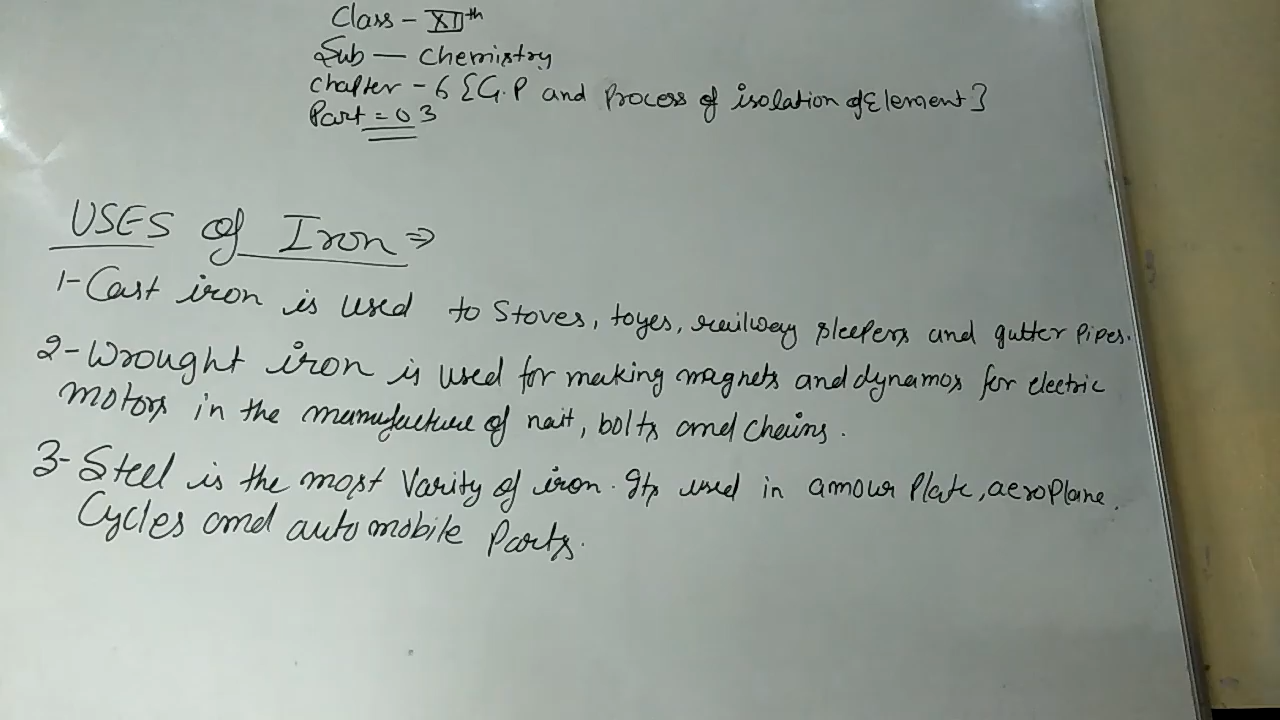 Class - XIIth
Sub - Chemistry
Chapter - 6 {G.P and Process of isolation of Element}
Part = 03
USES of Iron ⇒
1- Cast iron is used to Stoves, toyes, railway sleepers and gutter Pipes.
2- Wrought iron is used for making magnets and dynamos for electric
motors in the manufacture of nait, bolts and chains.
3- Steel is the most Varity of iron. Its used in amour Plate, aeroplane,
Cycles and automobile Parts.